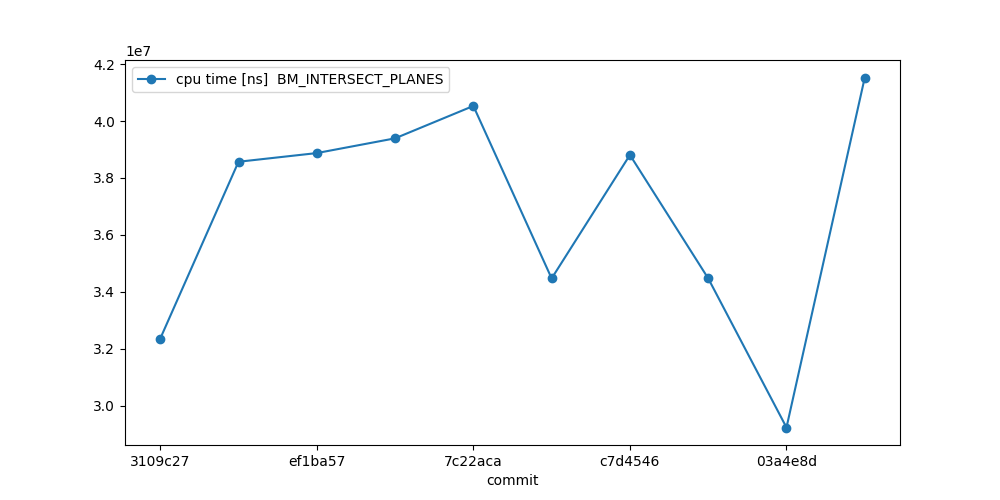 1e7
cpu time [ns]  BM_INTERSECT_PLANES
4.2
4.0
3.8
3.6
3.4
3.2
3.0
3109c27
ef1ba57
7c22aca
c7d4546
03a4e8d
commit